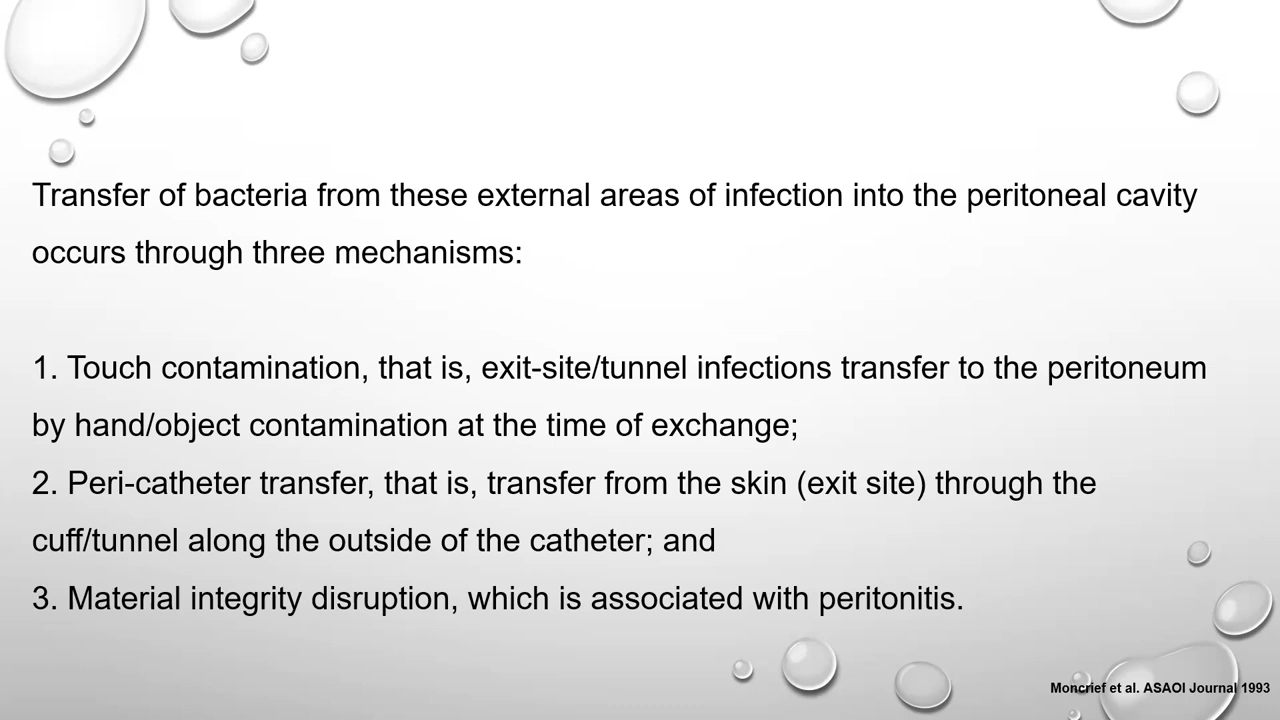 Transfer of bacteria from these external areas of infection into the peritoneal cavity
occurs through three mechanisms:
1. Touch contamination, that is, exit-site/tunnel infections transfer to the peritoneum
by hand/object contamination at the time of exchange;
2. Peri-catheter transfer, that is, transfer from the skin (exit site) through the
cuff/tunnel along the outside of the catheter; and
3. Material integrity disruption, which is associated with peritonitis.
Moncrief et al. ASAOI Journal 1993